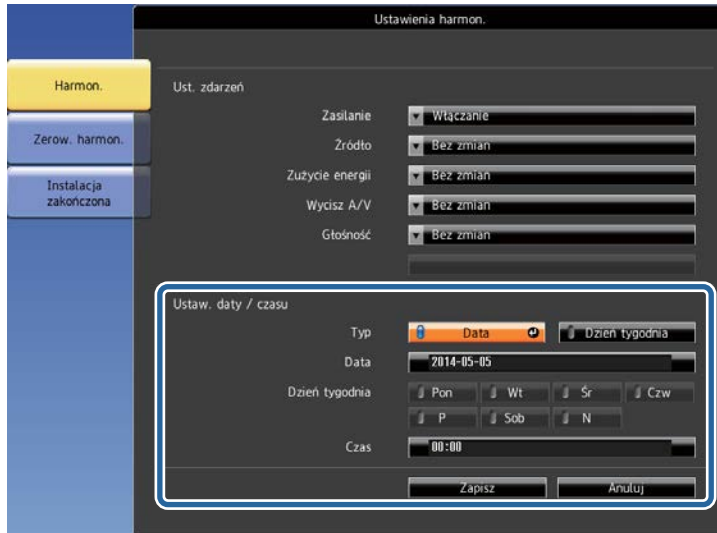 Ustawienia harmon.
Harmon.
Zerow. harmon.
Instalacja
zakończona
Ust. zdarzeń
Zasilanie Włączanie
Źródło Bez zmian
Zużycie energii Bez zmian
Wycisz A/V Bez zmian
Głośność Bez zmian
Ustaw. daty / czasu
Typ Data Dzień tygodnia
Data 2014-05-05
Dzień tygodnia Pon Wt Śr Czw
P Sob N
Czas 00:00
Zapisz Anuluj